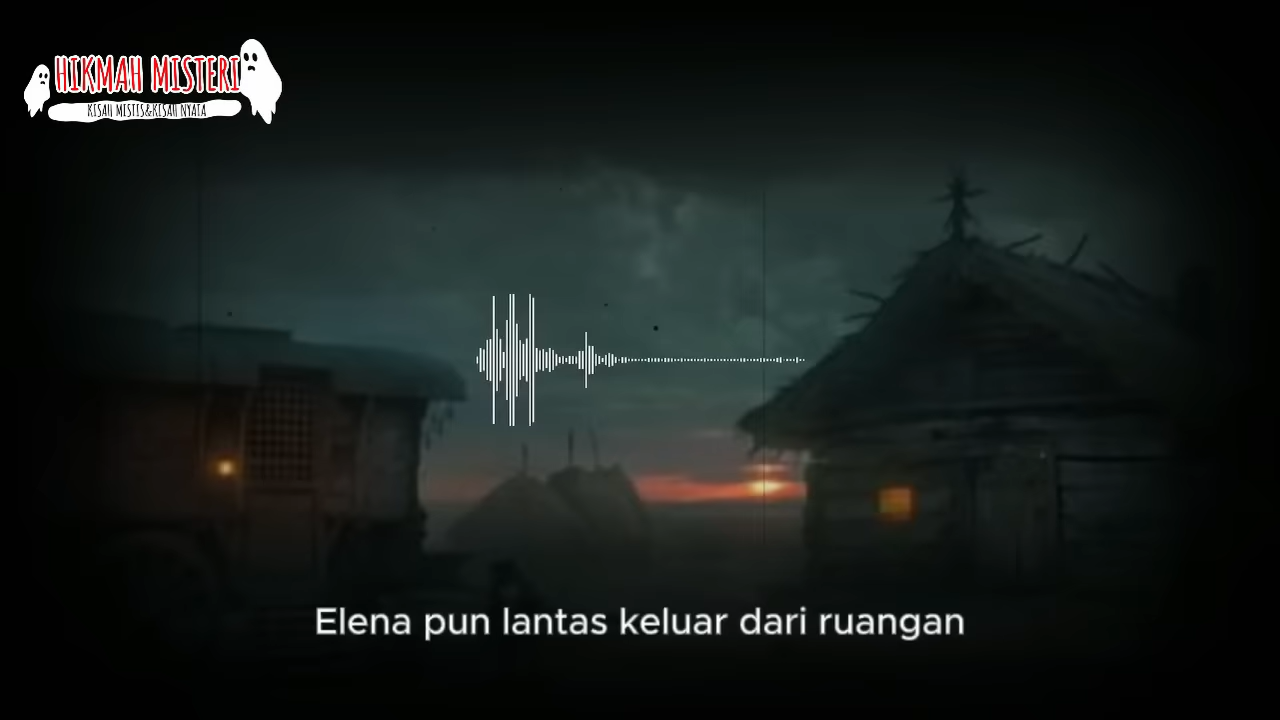 HIKMAH MISTERI
KISAH MISTIS&KISAH NYATA
Elena pun lantas keluar dari ruangan